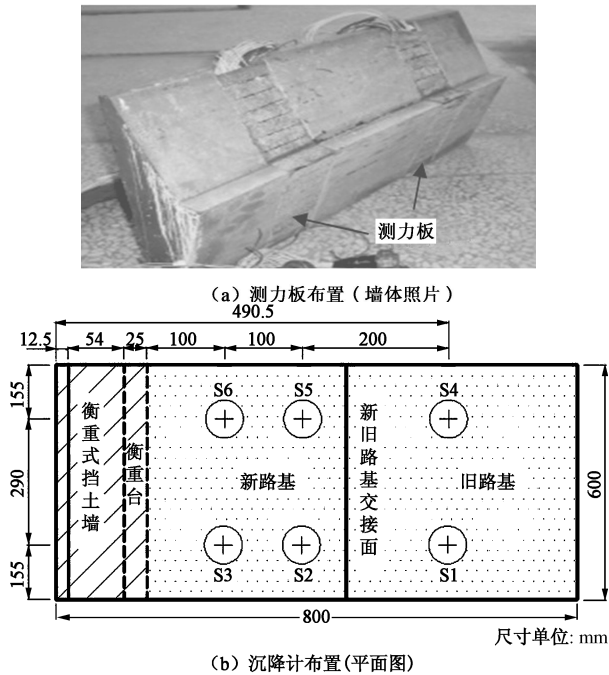 测力板
（a）测力板布置（墙体照片）
490.5
12.5 54 25 100 100 200
155 290 155
S6 S5 S4
衡重式挡土墙
衡重台
新路基
新旧路基交接面
旧路基
S3 S2 S1
600
800
尺寸单位: mm
（b）沉降计布置(平面图)